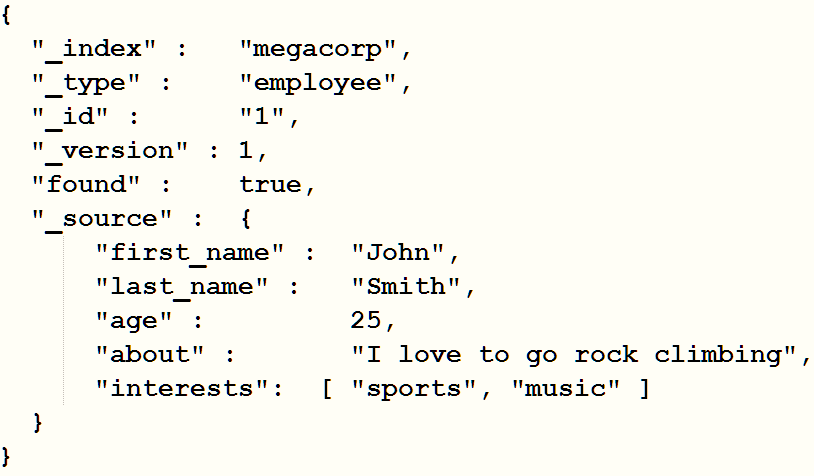 {
  "_index" :   "megacorp",
  "_type" :    "employee",
  "_id" :      "1",
  "_version" : 1,
  "found" :    true,
  "_source" :  {
      "first_name" :  "John",
      "last_name" :   "Smith",
      "age" :         25,
      "about" :       "I love to go rock climbing",
      "interests":  [ "sports", "music" ]
  }
}